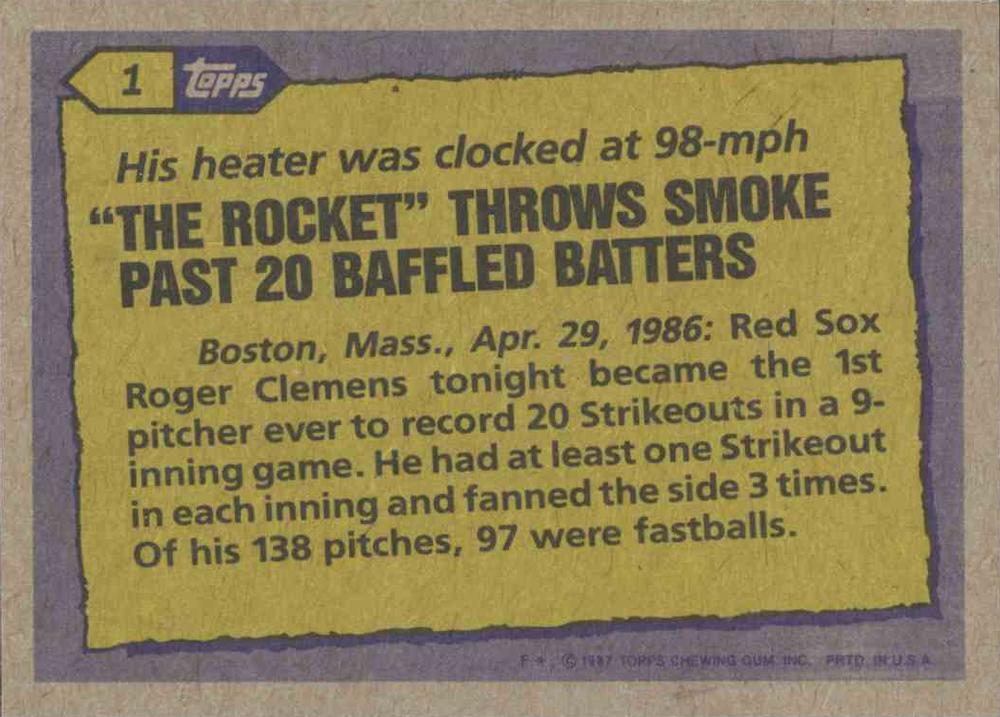 1 Topps
His heater was clocked at 98-mph
“THE ROCKET” THROWS SMOKE
PAST 20 BAFFLED BATTERS
Boston, Mass., Apr. 29, 1986: Red Sox
Roger Clemens tonight became the 1st
pitcher ever to record 20 Strikeouts in a 9-
inning game. He had at least one Strikeout
in each inning and fanned the side 3 times.
Of his 138 pitches, 97 were fastballs.
F * © 1987 TOPPS CHEWING GUM, INC. PRTD. IN U.S.A.